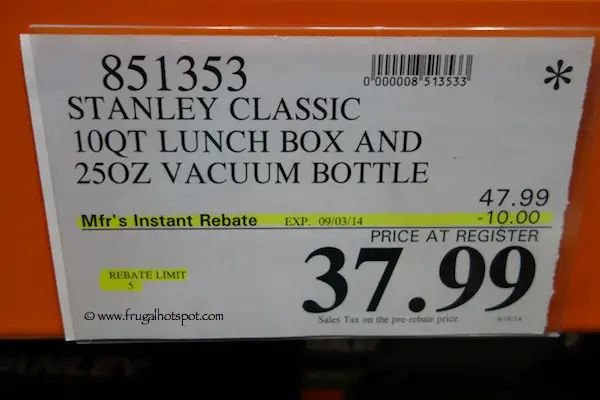 851353
0"000008"513533"
*
STANLEY CLASSIC
10QT LUNCH BOX AND
25OZ VACUUM BOTTLE
47.99
Mfr's Instant Rebate EXP. 09/03/14 -10.00
PRICE AT REGISTER
37.99
REBATE LIMIT
5
Sales Tax on the pre-rebate price
© www.frugalhotspot.com